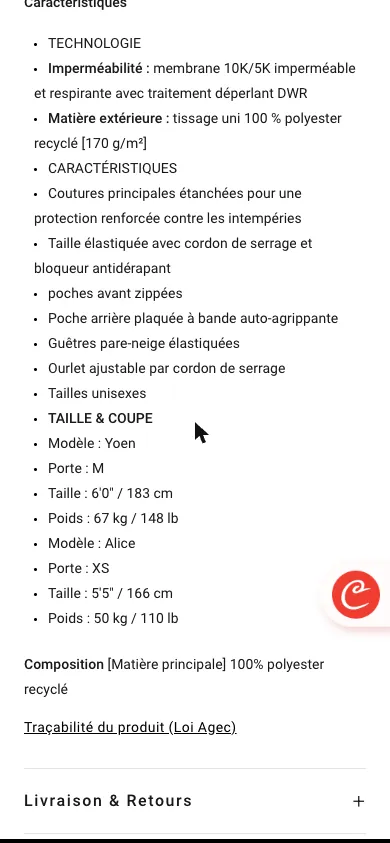 Caractéristiques
• TECHNOLOGIE
• Imperméabilité : membrane 10K/5K imperméable
et respirante avec traitement déperlant DWR
• Matière extérieure : tissage uni 100 % polyester
recyclé [170 g/m²]
• CARACTÉRISTIQUES
• Coutures principales étanchées pour une
protection renforcée contre les intempéries
• Taille élastiquée avec cordon de serrage et
bloqueur antidérapant
• poches avant zippées
• Poche arrière plaquée à bande auto-agrippante
• Guêtres pare-neige élastiquées
• Ourlet ajustable par cordon de serrage
• Tailles unisexes
• TAILLE & COUPE
• Modèle : Yoen
• Porte : M
• Taille : 6'0" / 183 cm
• Poids : 67 kg / 148 lb
• Modèle : Alice
• Porte : XS
• Taille : 5'5" / 166 cm
• Poids : 50 kg / 110 lb
Composition [Matière principale] 100% polyester
recyclé
Traçabilité du produit (Loi Agec)
Livraison & Retours +